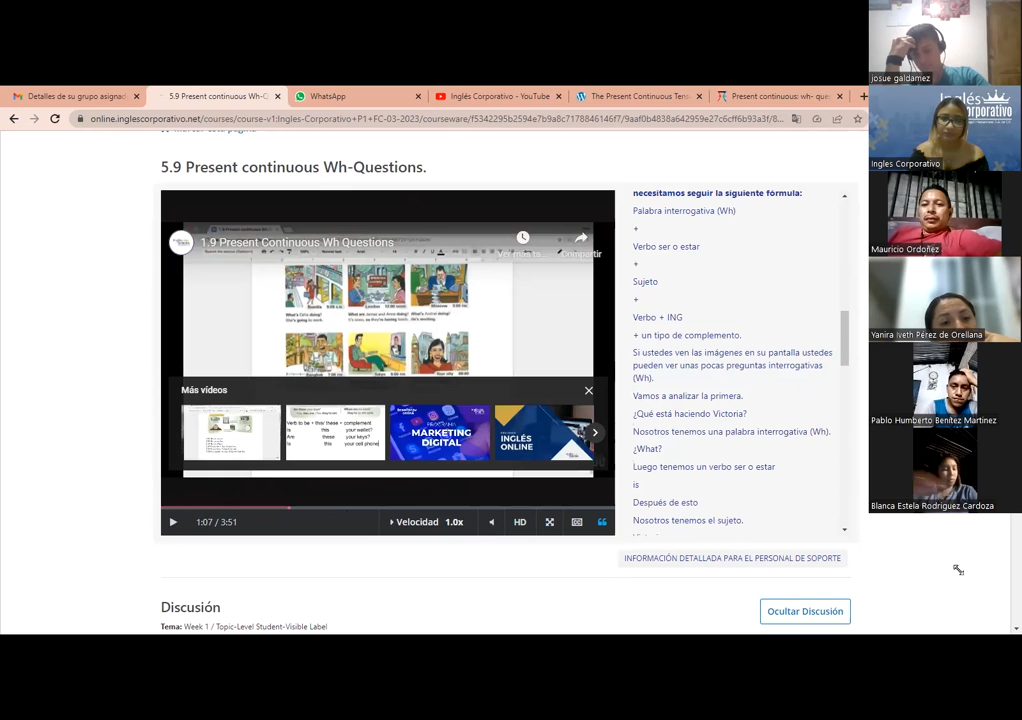 Detalles de su grupo asignad
5.9 Present continuous Wh-Q
WhatsApp
Inglés Corporativo - YouTube
The Present Continuous Tens
Present continuous: wh- ques
online.inglescorporativo.net/courses/course-v1:Ingles-Corporativo+P1+FC-03-2023/courseware/f5342295b2594e7b9a8c7178846146f7/9aaf0b4838a642959e27c6ff6b93a3f/8...
5.9 Present continuous Wh-Questions.
1.9 Present Continuous Wh Questions
Ver más ta...
Compartir
Más vídeos
MARKETING
DIGITAL
INGLÉS
ONLINE
1:07 / 3:51
Velocidad 1.0x
HD
necesitamos seguir la siguiente fórmula:
Palabra interrogativa (Wh)
+
Verbo ser o estar
+
Sujeto
+
Verbo + ING
+ un tipo de complemento.
Si ustedes ven las imágenes en su pantalla ustedes
pueden ver unas pocas preguntas interrogativas
(Wh).
Vamos a analizar la primera.
¿Qué está haciendo Victoria?
Nosotros tenemos una palabra interrogativa (Wh).
¿What?
Luego tenemos un verbo ser o estar
is
Después de esto
Nosotros tenemos el sujeto.
INFORMACIÓN DETALLADA PARA EL PERSONAL DE SOPORTE
Discusión
Ocultar Discusión
Tema: Week 1 / Topic-Level Student-Visible Label
josue galdamez
Inglés
Corporativo
Ingles Corporativo
Mauricio Ordoñez
Yanira Iveth Pérez de Orellana
Pablo Humberto Benítez Martinez
Blanca Estela Rodriguez Cardoza